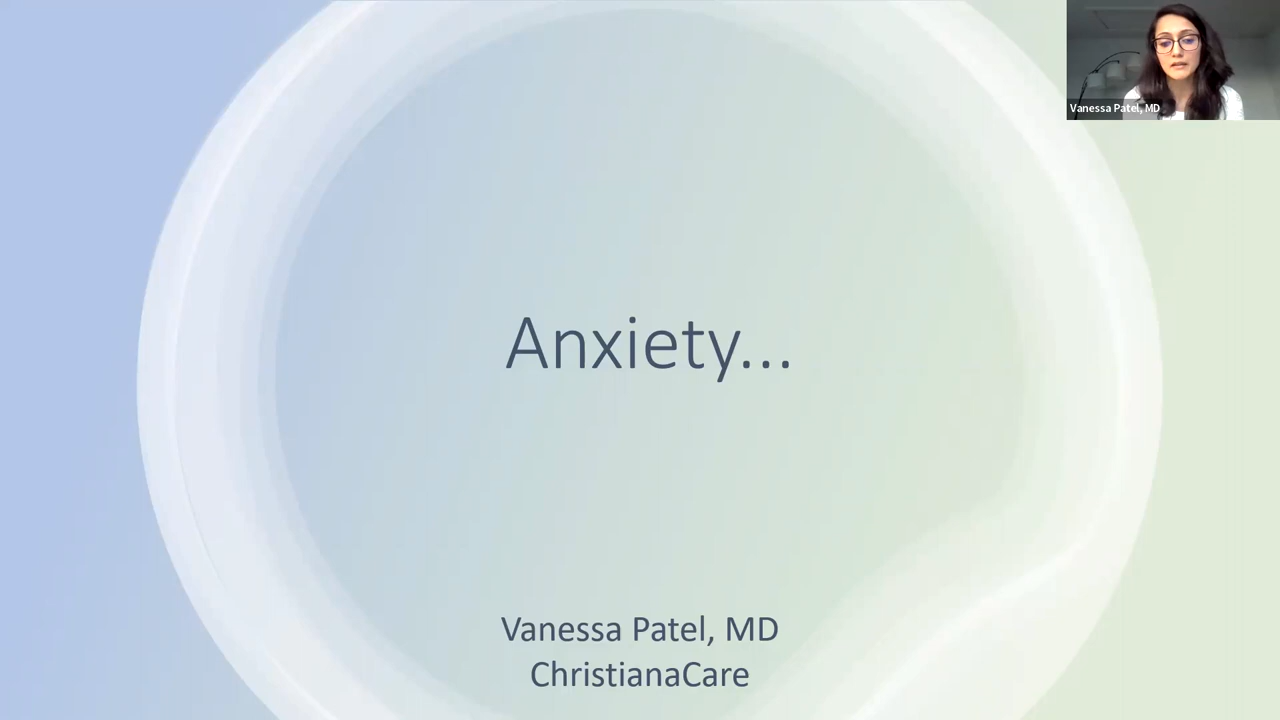 Vanessa Patel, MD
Anxiety...
Vanessa Patel, MD
ChristianaCare